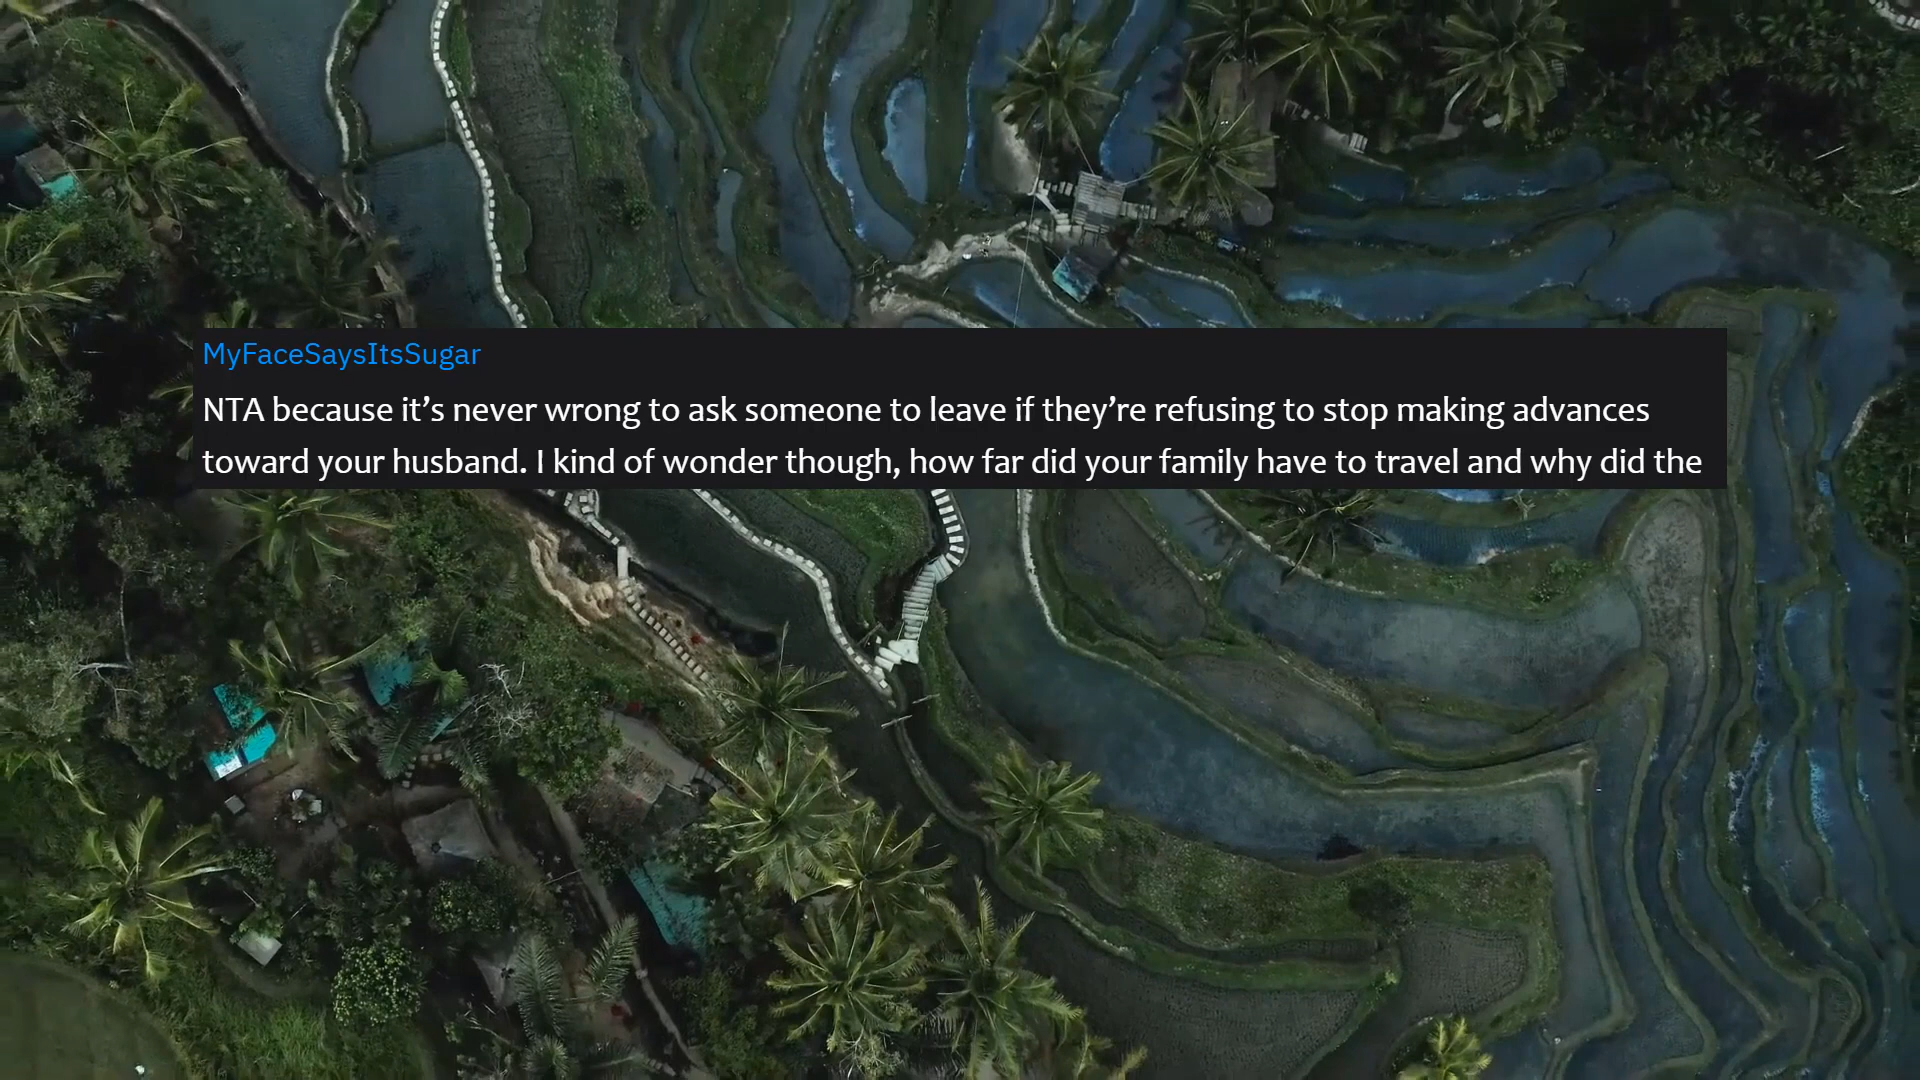 MyFaceSaysItsSugar
NTA because it’s never wrong to ask someone to leave if they’re refusing to stop making advances
toward your husband. I kind of wonder though, how far did your family have to travel and why did the